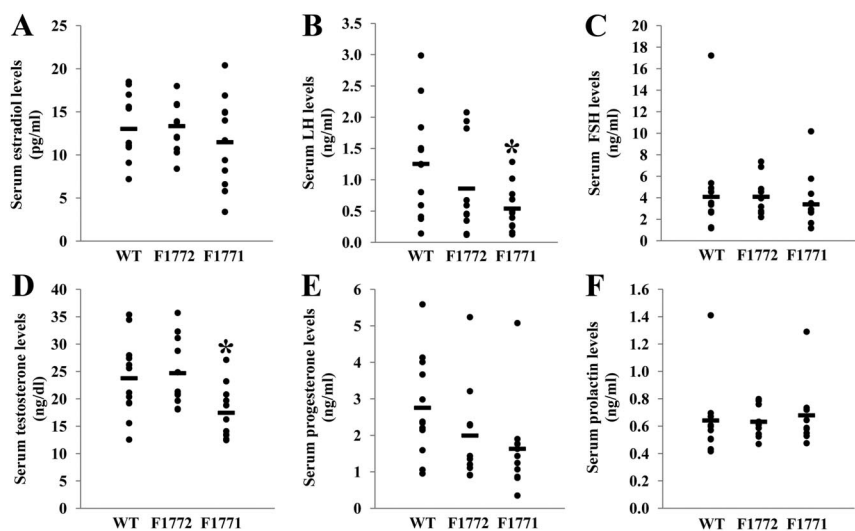 A
Serum estradiol levels
(pg/ml)
25
20
15
10
5
0
WT F1772 F1771
B
Serum LH levels
(ng/ml)
3.5
3.0
2.5
2.0
1.5
1.0
0.5
0.0
*
WT F1772 F1771
C
Serum FSH levels
(ng/ml)
20
18
16
14
12
10
8
6
4
2
0
WT F1772 F1771
D
Serum testosterone levels
(ng/dl)
40
35
30
25
20
15
10
5
0
*
WT F1772 F1771
E
Serum progesterone levels
(ng/ml)
6
5
4
3
2
1
0
WT F1772 F1771
F
Serum prolactin levels
(ng/ml)
1.6
1.4
1.2
1.0
0.8
0.6
0.4
0.2
0.0
WT F1772 F1771